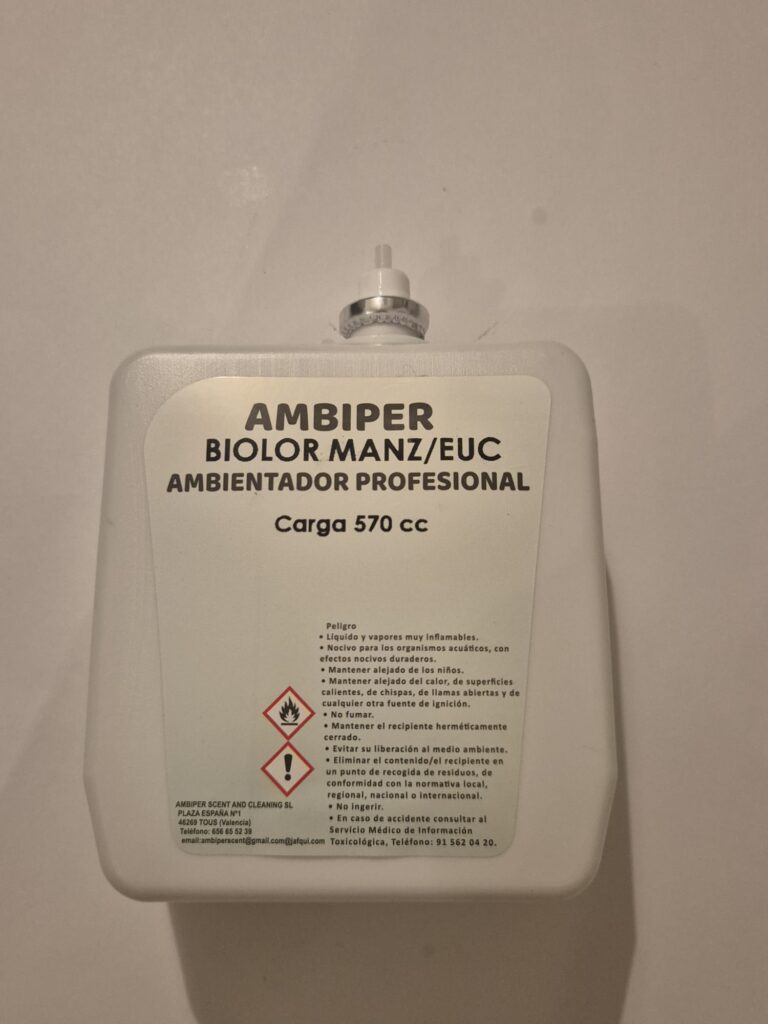 AMBIPER
BIOLOR MANZ/EUC
AMBIENTADOR PROFESIONAL
Carga 570 cc
Peligro
• Líquido y vapores muy inflamables.
• Nocivo para los organismos acuáticos, con
efectos nocivos duraderos.
• Mantener alejado de los niños.
• Mantener alejado del calor, de superficies
calientes, de chispas, de llamas abiertas y de
cualquier otra fuente de ignición.
• No fumar.
• Mantener el recipiente herméticamente
cerrado.
• Evitar su liberación al medio ambiente.
• Eliminar el contenido/el recipiente en
un punto de recogida de residuos, de
conformidad con la normativa local,
regional, nacional o internacional.
• No ingerir.
• En caso de accidente consultar al
Servicio Médico de Información
Toxicológica, Teléfono: 91 562 04 20.
AMBIPER SCENT AND CLEANING SL
PLAZA ESPAÑA Nº1
46269 TOUS (Valencia)
Teléfono: 656 65 52 39
email:ambiperscent@gmail.com@jafqui.com